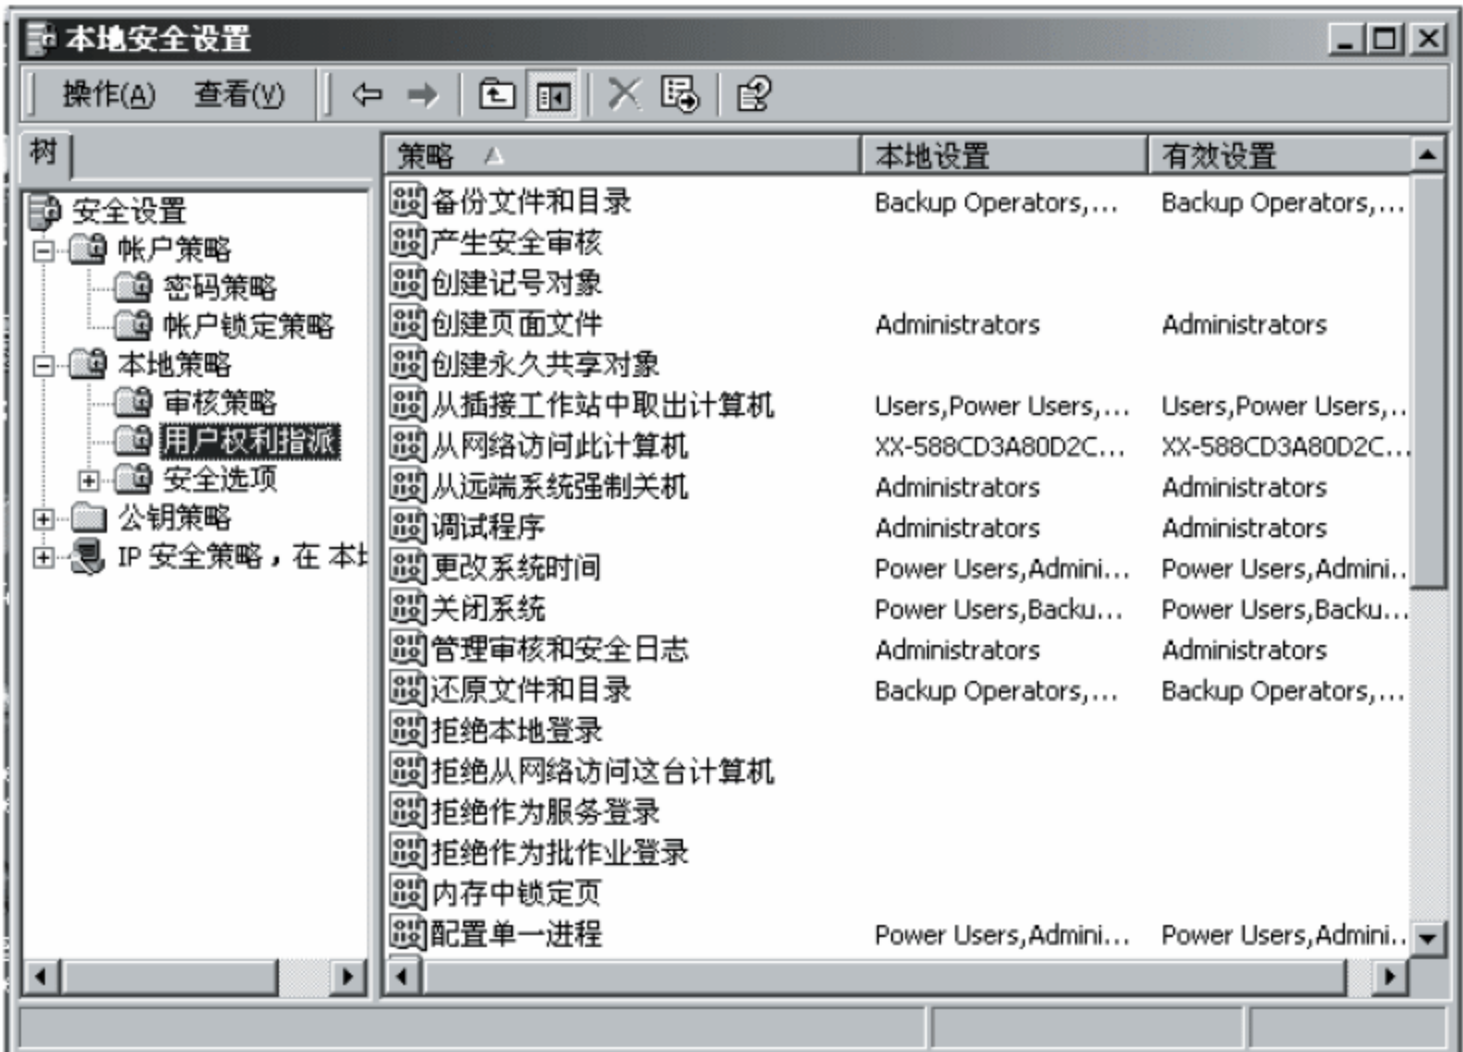 本地安全设置
操作(A) 查看(V)
树
安全设置
帐户策略
密码策略
帐户锁定策略
本地策略
审核策略
用户权利指派
安全选项
公钥策略
IP 安全策略，在 本地
策略 本地设置 有效设置
备份文件和目录 Backup Operators,... Backup Operators,...
产生安全审核
创建记号对象
创建页面文件 Administrators Administrators
创建永久共享对象
从插接工作站中取出计算机 Users,Power Users,... Users,Power Users,...
从网络访问此计算机 XX-588CD3A80D2C... XX-588CD3A80D2C...
从远端系统强制关机 Administrators Administrators
调试程序 Administrators Administrators
更改系统时间 Power Users,Admini... Power Users,Admini...
关闭系统 Power Users,Backu... Power Users,Backu...
管理审核和安全日志 Administrators Administrators
还原文件和目录 Backup Operators,... Backup Operators,...
拒绝本地登录
拒绝从网络访问这台计算机
拒绝作为服务登录
拒绝作为批作业登录
内存中锁定页
配置单一进程 Power Users,Admini... Power Users,Admini...